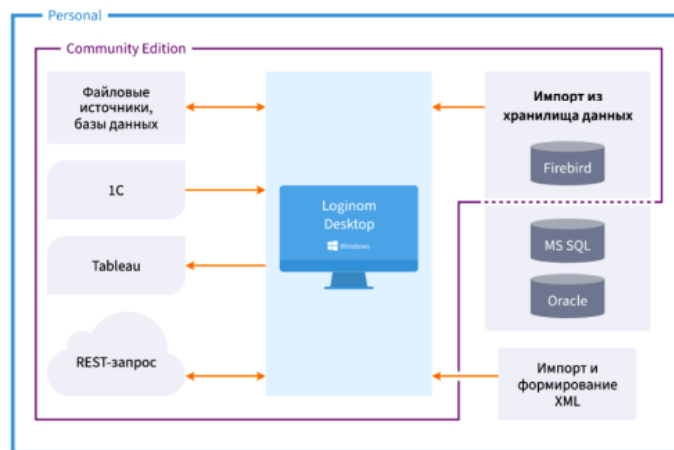 Personal
Community Edition
Файловые
источники,
базы данных
1С
Tableau
REST-запрос
Loginom
Desktop
Windows
Импорт из
хранилища данных
Firebird
MS SQL
Oracle
Импорт и
формирование
XML